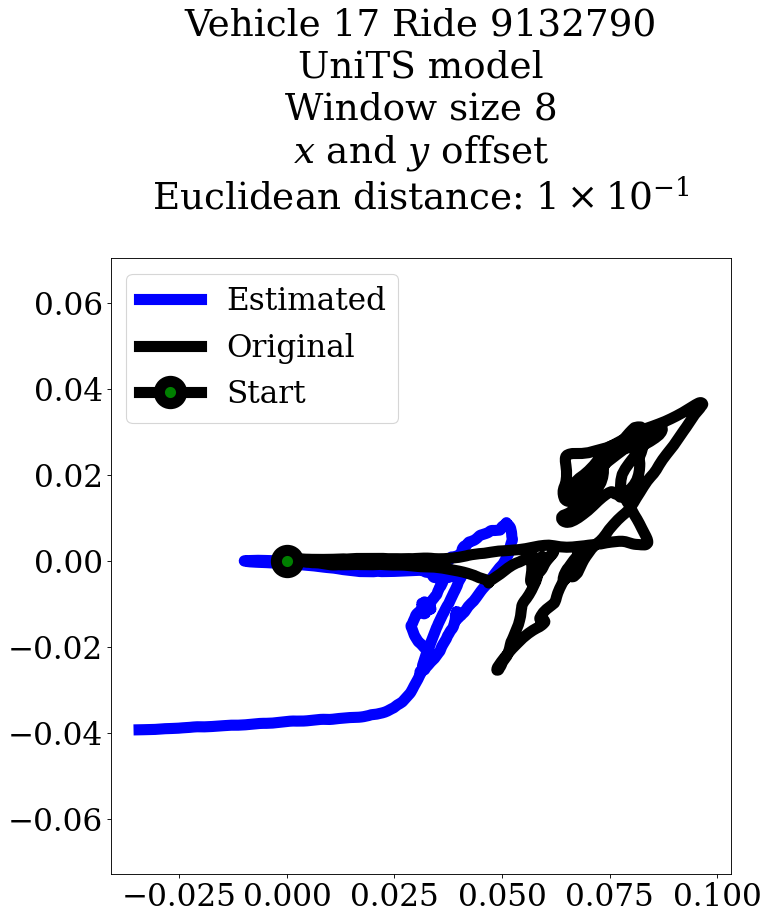 Vehicle 17 Ride 9132790
UniTS model
Window size 8
x and y offset
Euclidean distance: 1 × 10⁻¹
Estimated
Original
Start
0.06
0.04
0.02
0.00
−0.02
−0.04
−0.06
−0.025 0.000 0.025 0.050 0.075 0.100